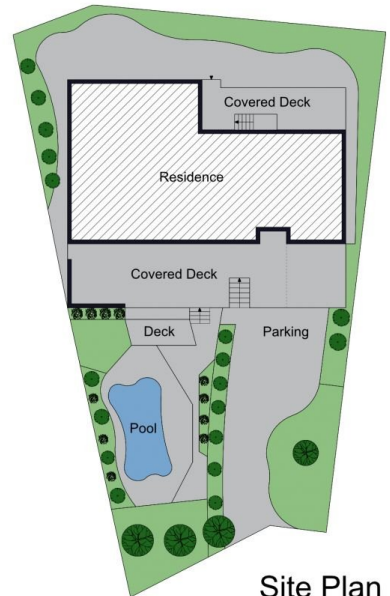 Covered Deck
Residence
Covered Deck
Deck
Parking
Pool
Site Plan